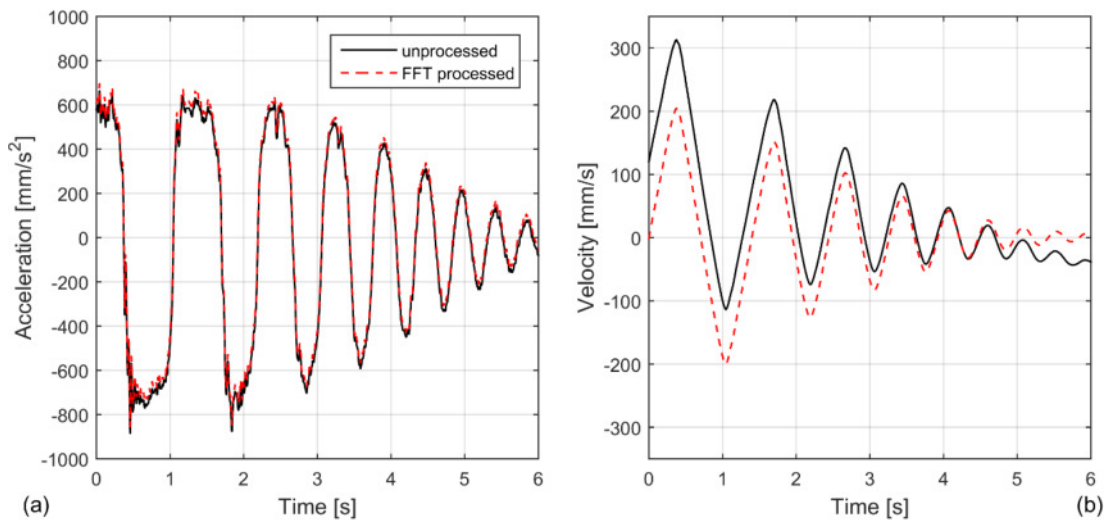 1000
800
600
400
200
0
-200
-400
-600
-800
-1000
Acceleration [mm/s²]
unprocessed
FFT processed
0 1 2 3 4 5 6
Time [s]
(a)
300
200
100
0
-100
-200
-300
Velocity [mm/s]
0 1 2 3 4 5 6
Time [s]
(b)